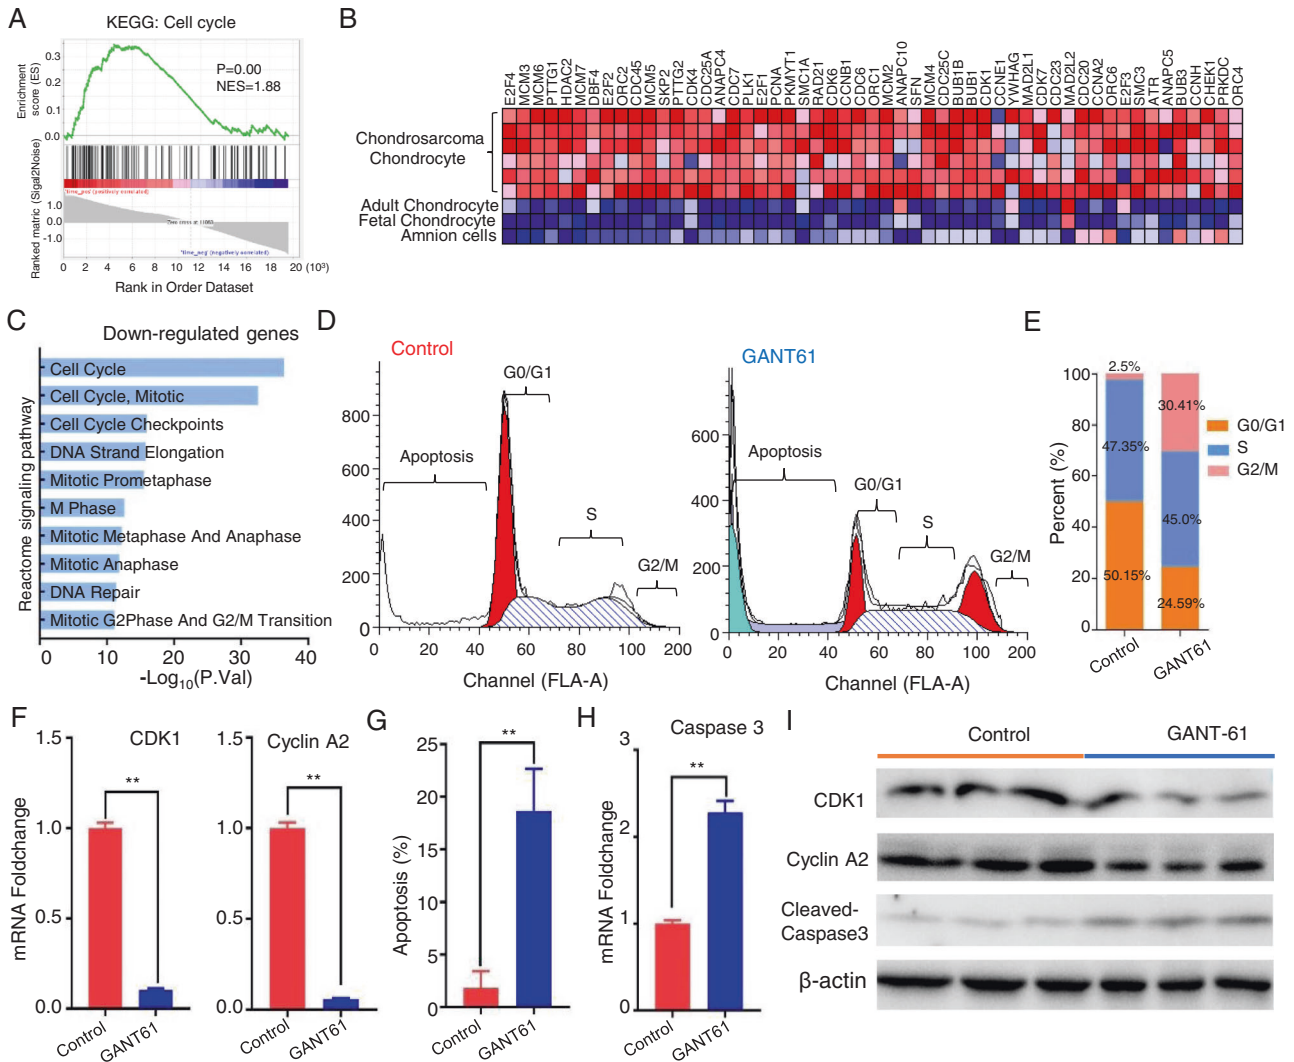 A
KEGG: Cell cycle
Enrichment
score (ES)
0.3
0.2
0.1
0.0
P=0.00
NES=1.88
'time_pos' (positively correlated)
Ranked matric (Sigal2Noise)
1.0
0.0
-1.0
'time_neg' (negatively correlated)
0 2 4 6 8 10 12 14 16 18 20 (10³)
Rank in Order Dataset
B
E2F4 MCM3 MCM6 PTTG1 HDAC2 MCM7 DBF4 E2F2 ORC2 CDC45 MCM5 SKP2 PTTG2 CDK4 CDC25A ANAPC4 CDC7 PLK1 E2F1 PCNA PKMYT1 SMC1A RAD21 CDK6 CCNB1 CDC6 ORC1 MCM2 ANAPC10 SFN MCM4 CDC25C BUB1B BUB1 CDK1 CCNE1 YWHAG MAD2L1 CDK7 CDC23 MAD2L2 CDC20 CCNA2 ORC6 E2F3 SMC3 ATR ANAPC5 BUB3 CCNH CHEK1 PRKDC ORC4
Chondrosarcoma
Chondrocyte
Adult Chondrocyte
Fetal Chondrocyte
Amnion cells
C
Down-regulated genes
Reactome signaling pathway
Cell Cycle
Cell Cycle, Mitotic
Cell Cycle Checkpoints
DNA Strand Elongation
Mitotic Prometaphase
M Phase
Mitotic Metaphase And Anaphase
Mitotic Anaphase
DNA Repair
Mitotic G2Phase And G2/M Transition
0 10 20 30 40
-Log₁₀(P.Val)
D
Control
G0/G1
Apoptosis
S
G2/M
800
600
400
200
0
0 40 80 120 160 200
Channel (FLA-A)
GANT61
Apoptosis
G0/G1
S
G2/M
600
400
200
0
0 20 40 60 80 100 200
Channel (FLA-A)
E
Percent (%)
100
80
60
40
20
0
2.5%
47.35%
50.15%
30.41%
45.0%
24.59%
Control
GANT61
G0/G1
S
G2/M
F
mRNA Foldchange
CDK1
1.5
1.0
0.5
0.0
**
Control
GANT61
Cyclin A2
1.5
1.0
0.5
0.0
**
Control
GANT61
G
Apoptosis (%)
25
20
15
10
5
0
**
Control
GANT61
H
Caspase 3
mRNA Foldchange
3
2
1
0
**
Control
GANT61
I
Control
GANT-61
CDK1
Cyclin A2
Cleaved-
Caspase3
β-actin